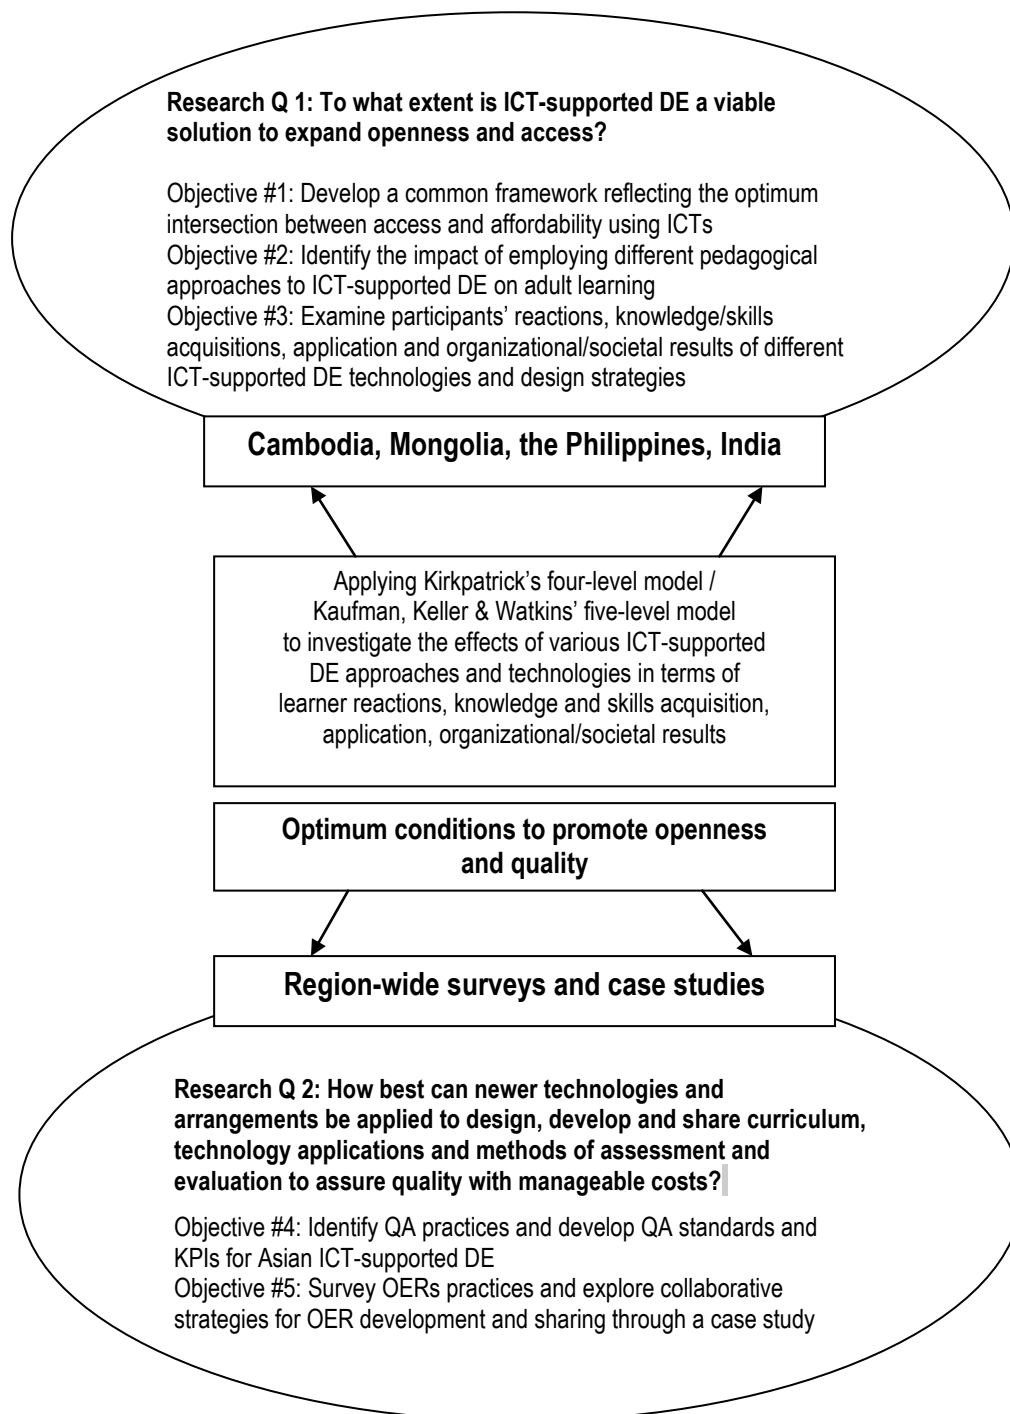 Research Q 1: To what extent is ICT-supported DE a viable
solution to expand openness and access?
Objective #1: Develop a common framework reflecting the optimum
intersection between access and affordability using ICTs
Objective #2: Identify the impact of employing different pedagogical
approaches to ICT-supported DE on adult learning
Objective #3: Examine participants’ reactions, knowledge/skills
acquisitions, application and organizational/societal results of different
ICT-supported DE technologies and design strategies
Cambodia, Mongolia, the Philippines, India
Applying Kirkpatrick’s four-level model /
Kaufman, Keller & Watkins’ five-level model
to investigate the effects of various ICT-supported
DE approaches and technologies in terms of
learner reactions, knowledge and skills acquisition,
application, organizational/societal results
Optimum conditions to promote openness
and quality
Region-wide surveys and case studies
Research Q 2: How best can newer technologies and
arrangements be applied to design, develop and share curriculum,
technology applications and methods of assessment and
evaluation to assure quality with manageable costs?
Objective #4: Identify QA practices and develop QA standards and
KPIs for Asian ICT-supported DE
Objective #5: Survey OERs practices and explore collaborative
strategies for OER development and sharing through a case study